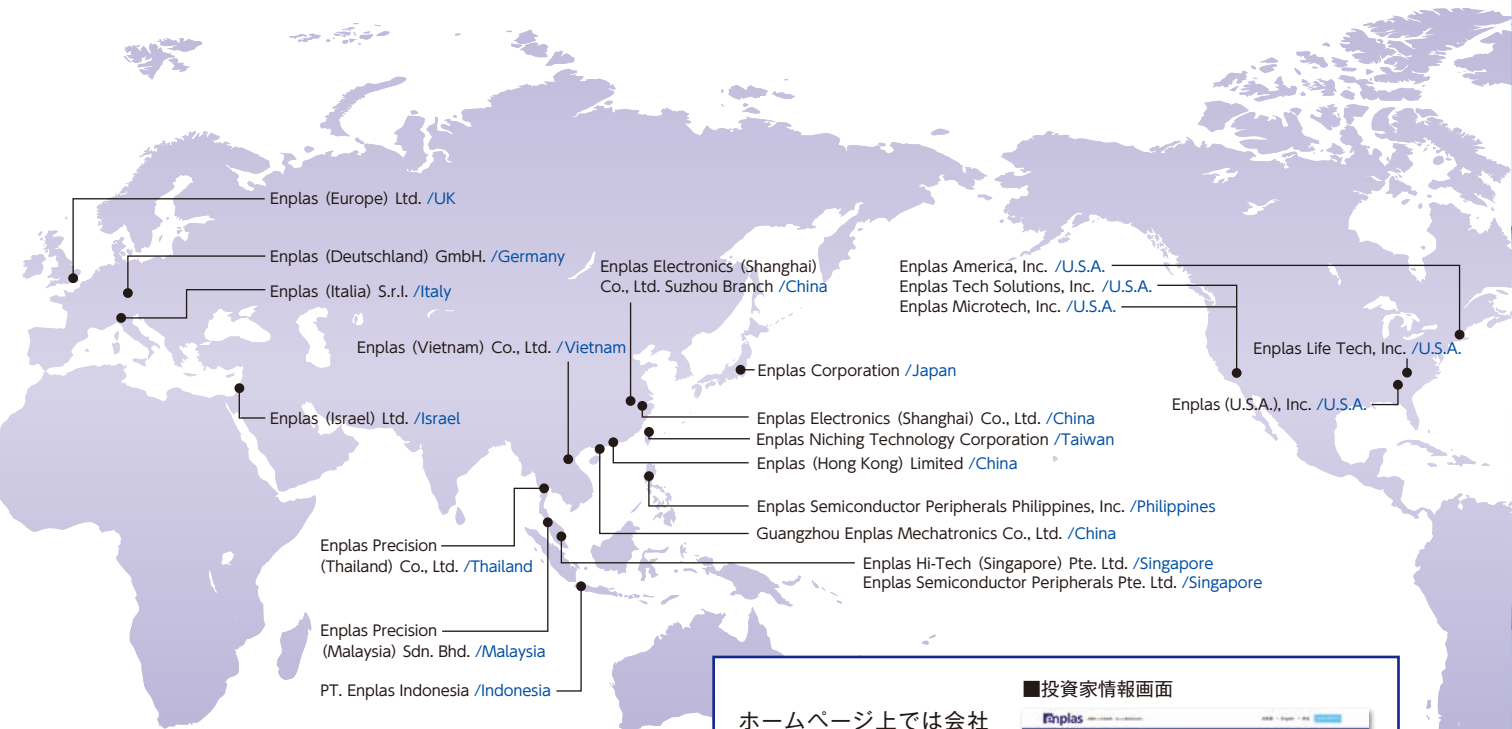 Enplas (Europe) Ltd. /UK
Enplas (Deutschland) GmbH. /Germany
Enplas (Italia) S.r.l. /Italy
Enplas Electronics (Shanghai)
Co., Ltd. Suzhou Branch /China
Enplas (Vietnam) Co., Ltd. /Vietnam
Enplas (Israel) Ltd. /Israel
Enplas America, Inc. /U.S.A.
Enplas Tech Solutions, Inc. /U.S.A.
Enplas Microtech, Inc. /U.S.A.
Enplas Life Tech, Inc. /U.S.A.
Enplas (U.S.A.), Inc. /U.S.A.
Enplas Corporation /Japan
Enplas Electronics (Shanghai) Co., Ltd. /China
Enplas Niching Technology Corporation /Taiwan
Enplas (Hong Kong) Limited /China
Enplas Semiconductor Peripherals Philippines, Inc. /Philippines
Guangzhou Enplas Mechatronics Co., Ltd. /China
Enplas Hi-Tech (Singapore) Pte. Ltd. /Singapore
Enplas Semiconductor Peripherals Pte. Ltd. /Singapore
Enplas Precision
(Thailand) Co., Ltd. /Thailand
Enplas Precision
(Malaysia) Sdn. Bhd. /Malaysia
PT. Enplas Indonesia /Indonesia
■投資家情報画面
ホームページ上では会社
Enplas